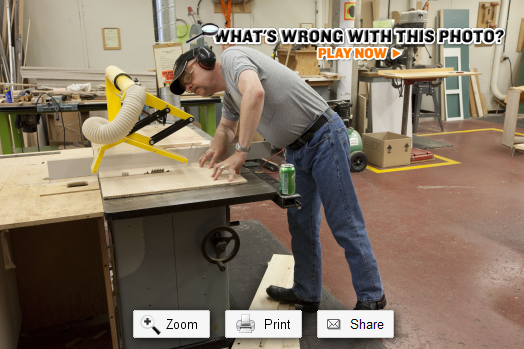 WHAT'S WRONG WITH THIS PHOTO?
PLAY NOW
Zoom
Print
Share